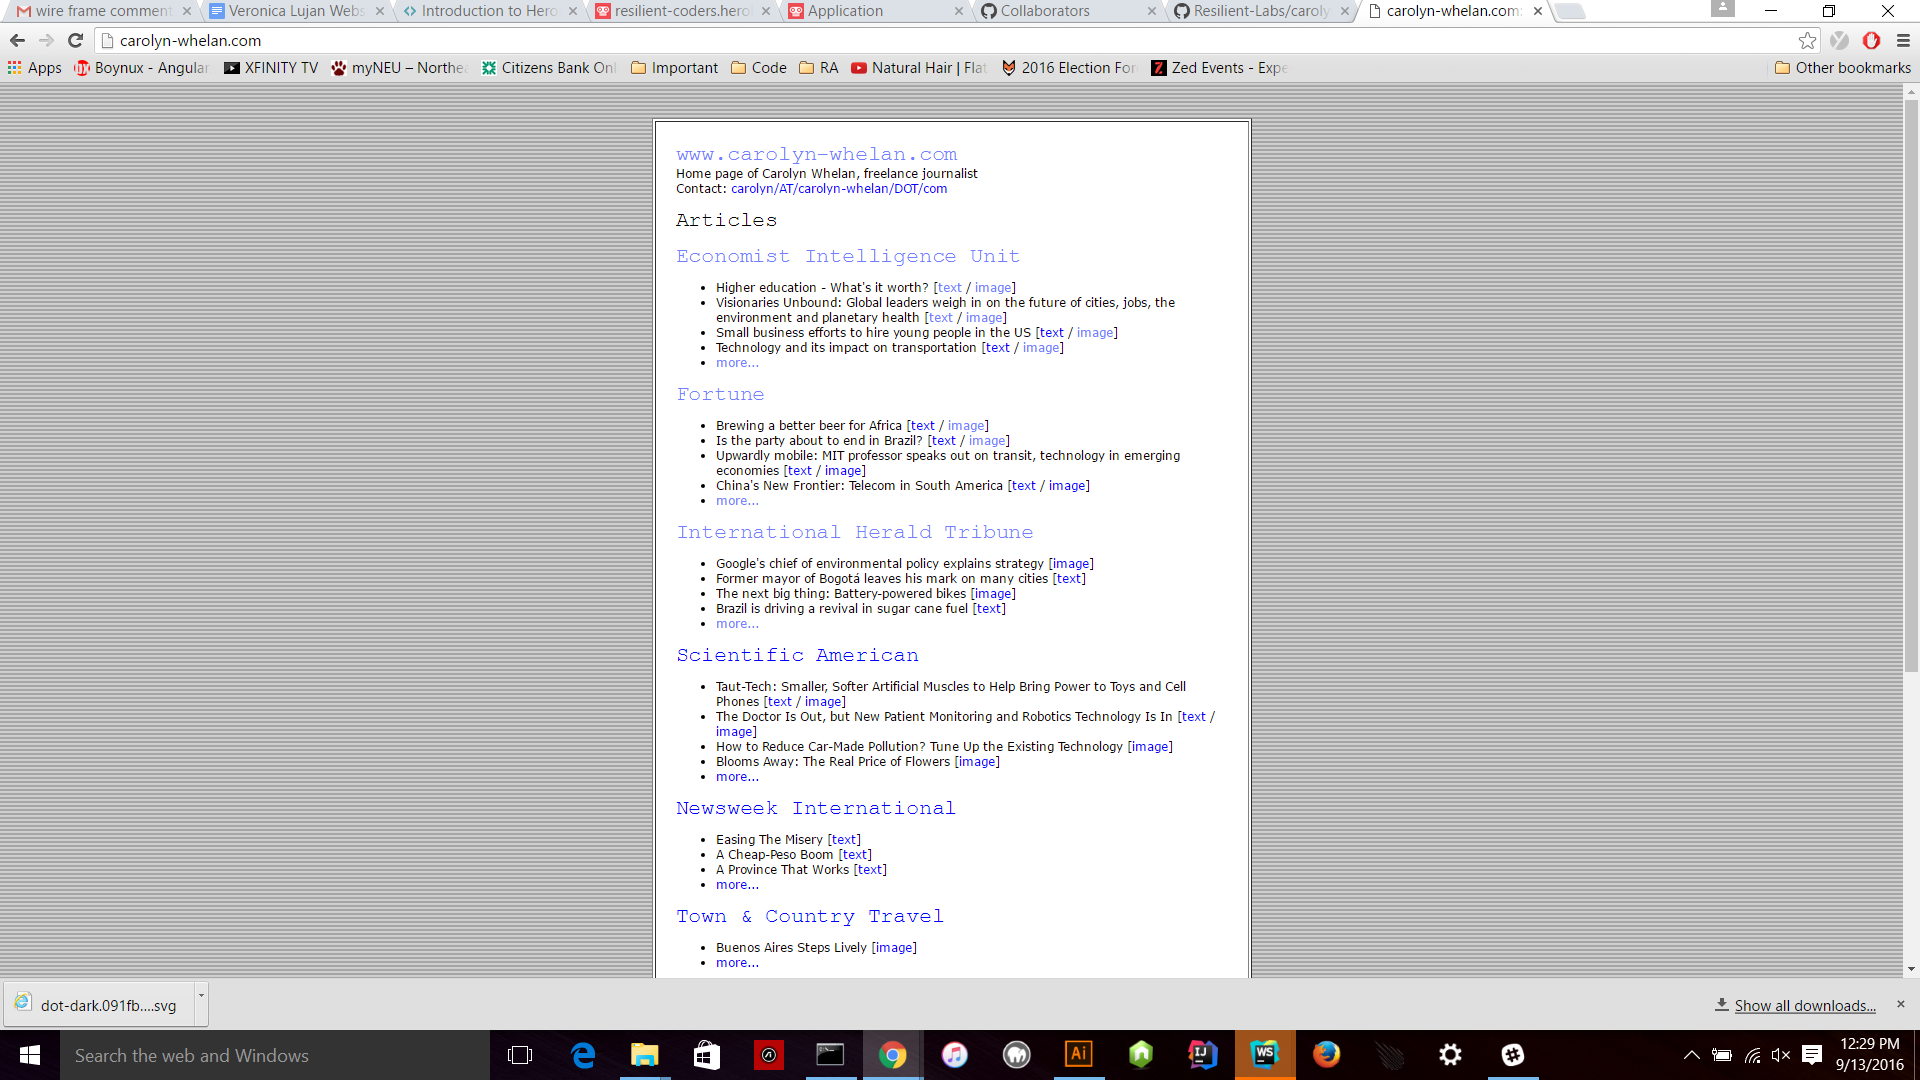 wire frame comment
Veronica Lujan Webs
Introduction to Hero
resilient-coders.hero
Application
Collaborators
Resilient-Labs/caroly
carolyn-whelan.com:
carolyn-whelan.com
Apps
Boynux - Angular
XFINITY TV
myNEU – Northea
Citizens Bank Onl
Important
Code
RA
Natural Hair | Flat
2016 Election For
Zed Events - Expe
Other bookmarks
www.carolyn-whelan.com
Home page of Carolyn Whelan, freelance journalist
Contact: carolyn/AT/carolyn-whelan/DOT/com
Articles
Economist Intelligence Unit
• Higher education - What's it worth? [text / image]
• Visionaries Unbound: Global leaders weigh in on the future of cities, jobs, the
environment and planetary health [text / image]
• Small business efforts to hire young people in the US [text / image]
• Technology and its impact on transportation [text / image]
• more...
Fortune
• Brewing a better beer for Africa [text / image]
• Is the party about to end in Brazil? [text / image]
• Upwardly mobile: MIT professor speaks out on transit, technology in emerging
economies [text / image]
• China's New Frontier: Telecom in South America [text / image]
• more...
International Herald Tribune
• Google's chief of environmental policy explains strategy [image]
• Former mayor of Bogotá leaves his mark on many cities [text]
• The next big thing: Battery-powered bikes [image]
• Brazil is driving a revival in sugar cane fuel [text]
• more...
Scientific American
• Taut-Tech: Smaller, Softer Artificial Muscles to Help Bring Power to Toys and Cell
Phones [text / image]
• The Doctor Is Out, but New Patient Monitoring and Robotics Technology Is In [text /
image]
• How to Reduce Car-Made Pollution? Tune Up the Existing Technology [image]
• Blooms Away: The Real Price of Flowers [image]
• more...
Newsweek International
• Easing The Misery [text]
• A Cheap-Peso Boom [text]
• A Province That Works [text]
• more...
Town & Country Travel
• Buenos Aires Steps Lively [image]
• more...
dot-dark.091fb....svg
Show all downloads...
Search the web and Windows
Ai
IJ
WS
12:29 PM
9/13/2016